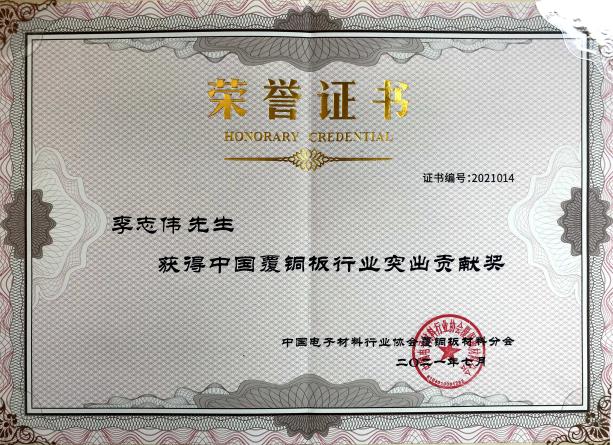 荣誉证书
HONORARY CREDENTIAL
证书编号:2021014
李志伟 先生
获得中国覆铜板行业突出贡献奖
中国电子材料行业协会覆铜板材料分会
二〇二一年七月